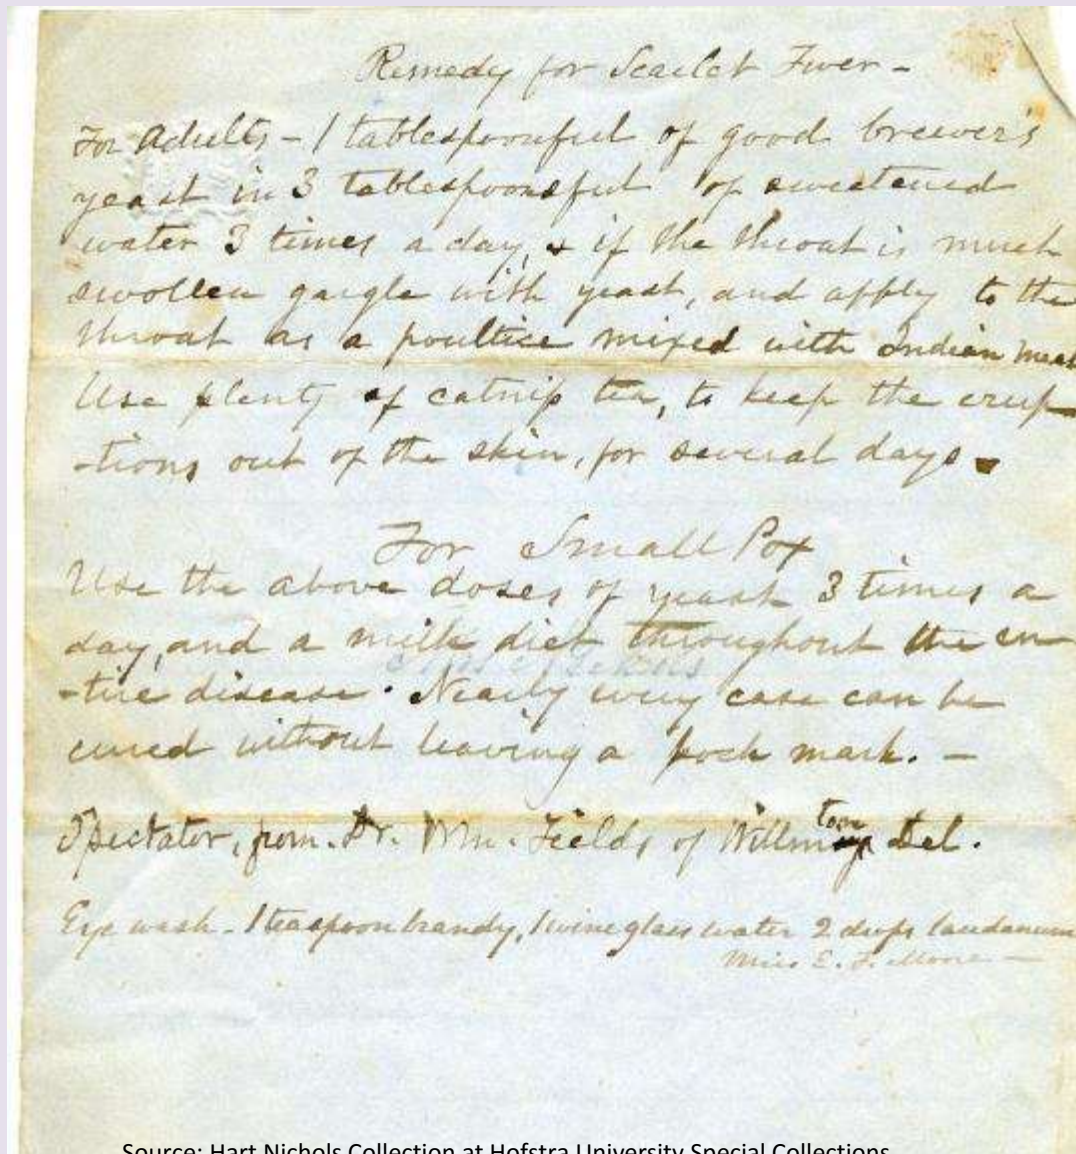 Remedy for Scarlet Fever -
For Adults - 1 tablespoonful of good brewer's
yeast in 3 tablespoonsful of sweetened
water 3 times a day, & if the throat is much
swollen gargle with yeast, and apply to the
throat as a poultice mixed with Indian meal
Use plenty of catnip tea, to keep the erup
-tions out of the skin, for several days.
For Small Pox
Use the above doses of yeast 3 times a
day, and a milk diet throughout the en
-tire disease. Nearly every case can be
cured without leaving a pock mark. -
Spectator, from. Dr. Wm. Fields of Wilmington Del.
Eye wash - 1 teaspoon brandy, 1 wine glass water 2 drops laudanum
Miss E. F. Moore -
Source: Hart Nichols Collection at Hofstra University Special Collections